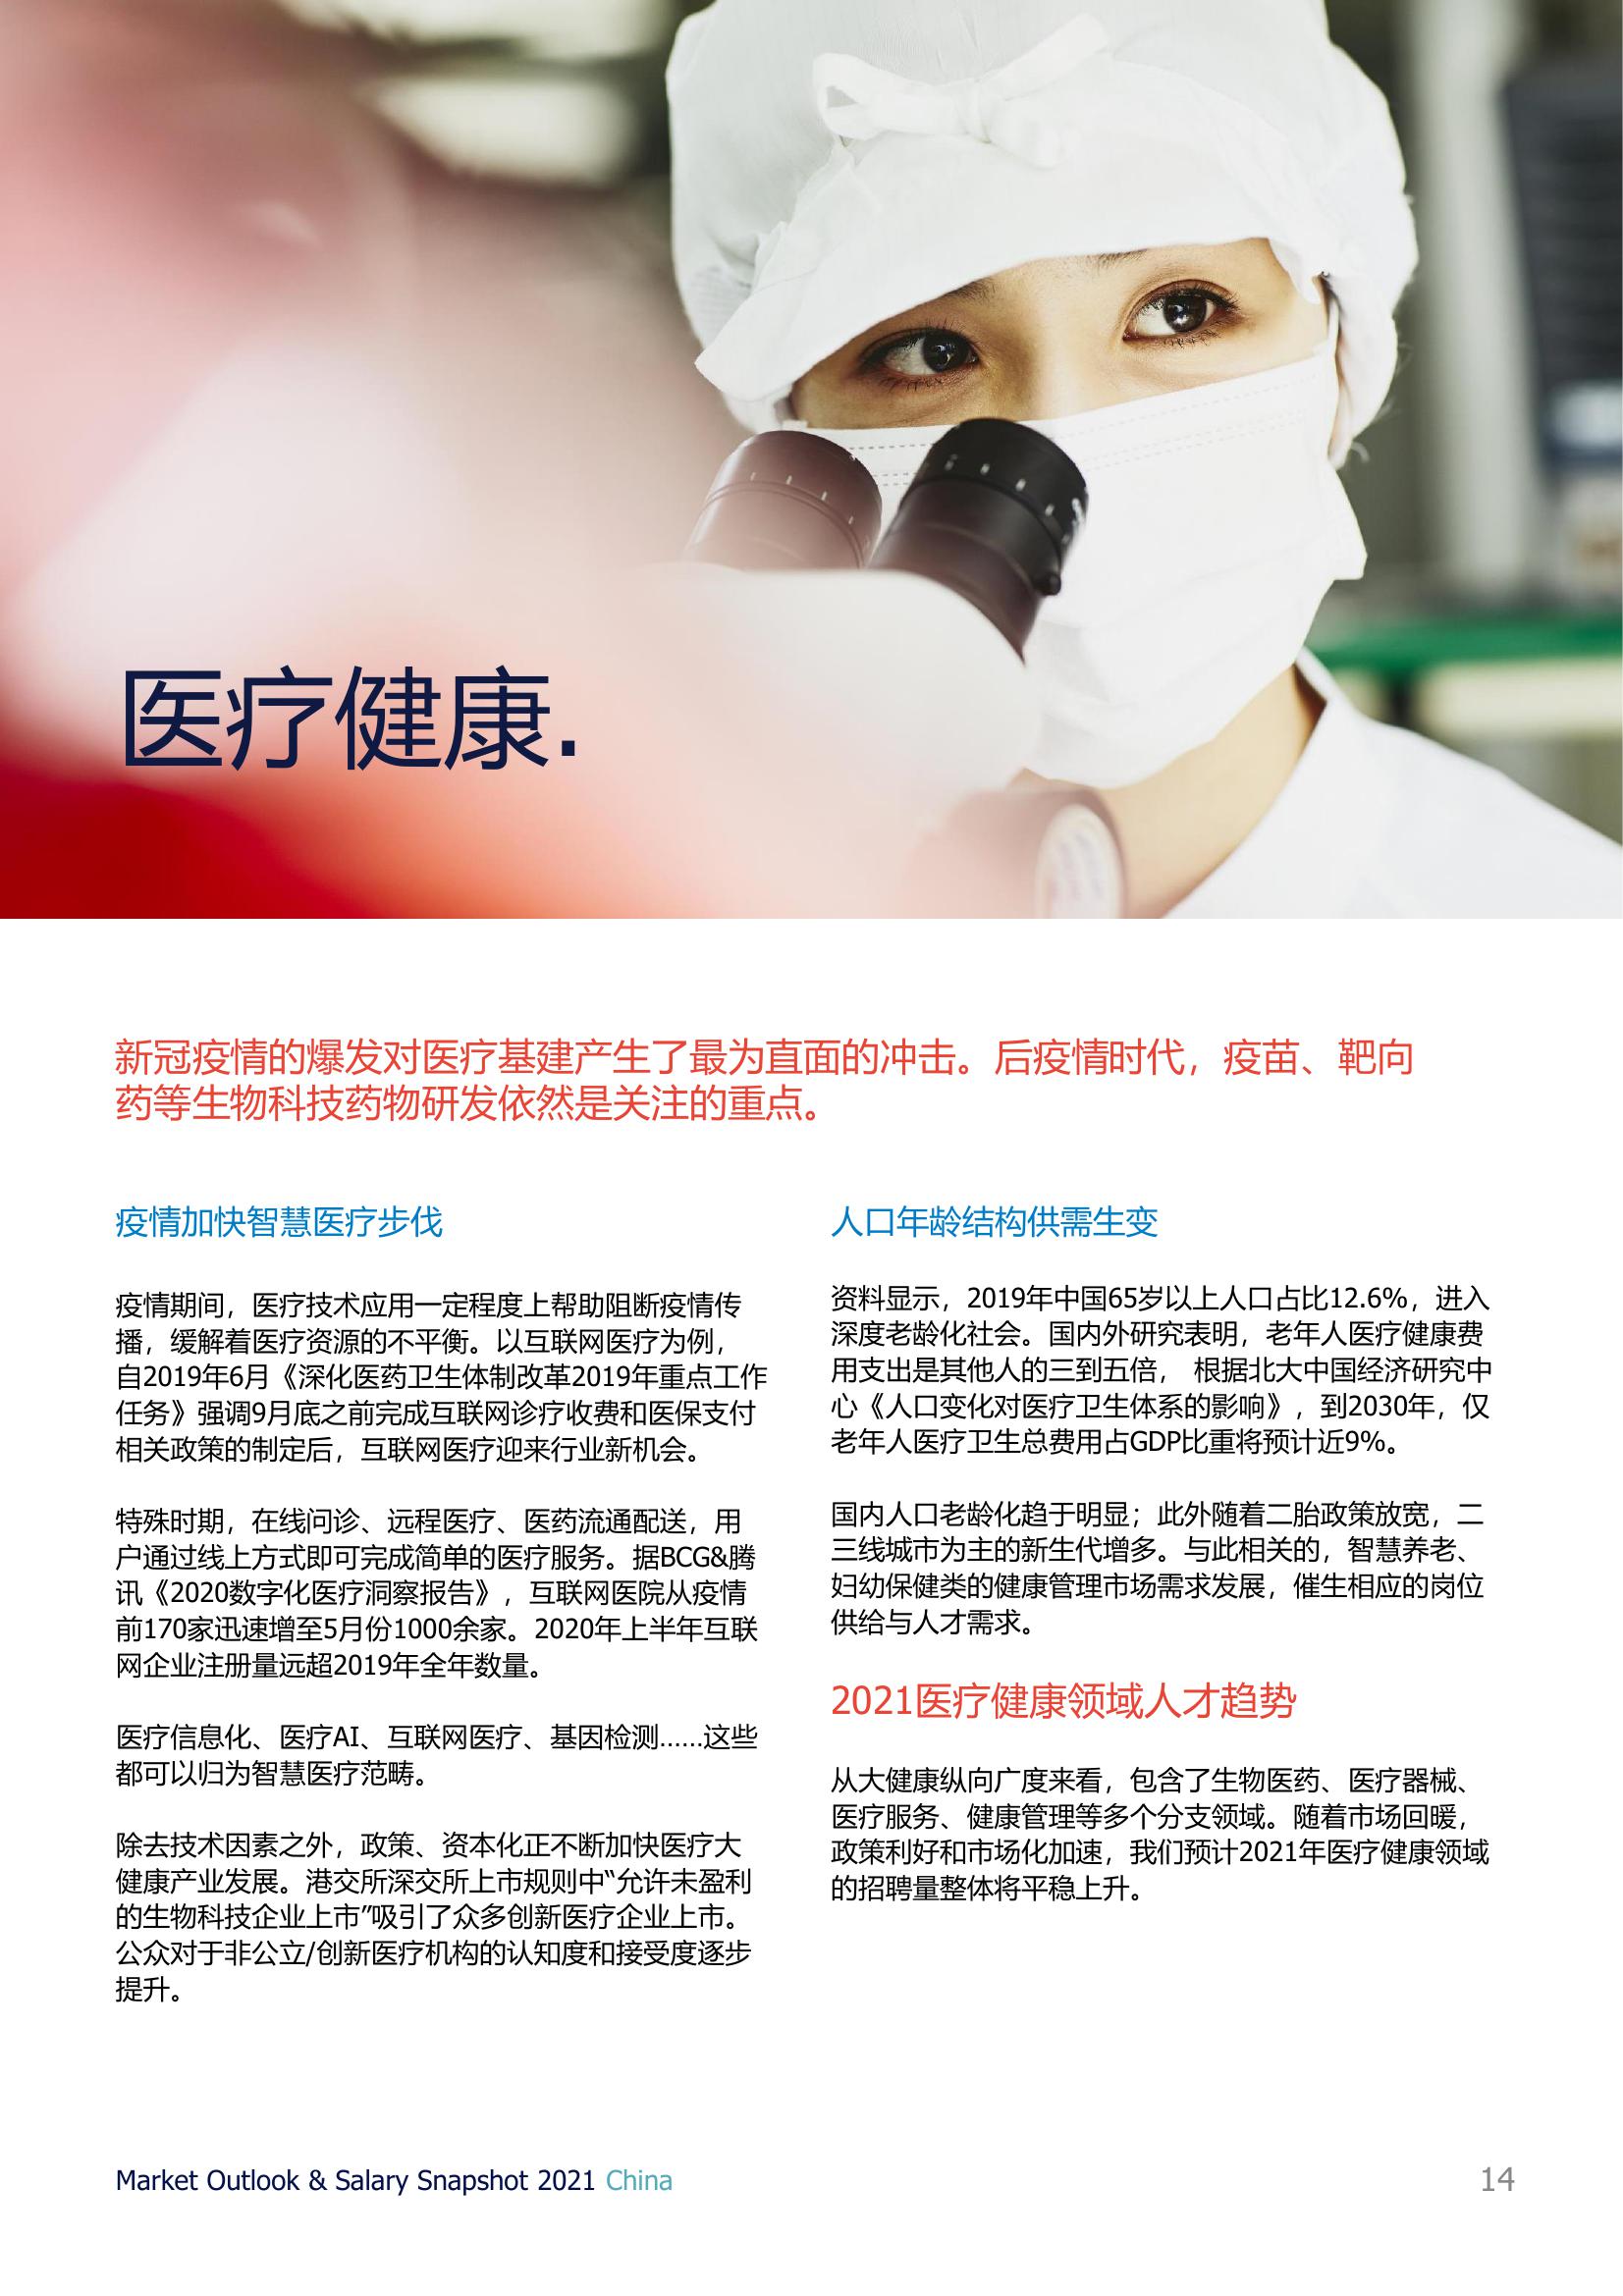 医疗健康.
新冠疫情的爆发对医疗基建产生了最为直面的冲击。后疫情时代，疫苗、靶向
药等生物科技药物研发依然是关注的重点。
疫情加快智慧医疗步伐
疫情期间，医疗技术应用一定程度上帮助阻断疫情传
播，缓解着医疗资源的不平衡。以互联网医疗为例，
自2019年6月《深化医药卫生体制改革2019年重点工作
任务》强调9月底之前完成互联网诊疗收费和医保支付
相关政策的制定后，互联网医疗迎来行业新机会。
特殊时期，在线问诊、远程医疗、医药流通配送，用
户通过线上方式即可完成简单的医疗服务。据BCG&腾
讯《2020数字化医疗洞察报告》，互联网医院从疫情
前170家迅速增至5月份1000余家。2020年上半年互联
网企业注册量远超2019年全年数量。
医疗信息化、医疗AI、互联网医疗、基因检测……这些
都可以归为智慧医疗范畴。
除去技术因素之外，政策、资本化正不断加快医疗大
健康产业发展。港交所深交所上市规则中“允许未盈利
的生物科技企业上市”吸引了众多创新医疗企业上市。
公众对于非公立/创新医疗机构的认知度和接受度逐步
提升。
人口年龄结构供需生变
资料显示，2019年中国65岁以上人口占比12.6%，进入
深度老龄化社会。国内外研究表明，老年人医疗健康费
用支出是其他人的三到五倍， 根据北大中国经济研究中
心《人口变化对医疗卫生体系的影响》，到2030年，仅
老年人医疗卫生总费用占GDP比重将预计近9%。
国内人口老龄化趋于明显；此外随着二胎政策放宽，二
三线城市为主的新生代增多。与此相关的，智慧养老、
妇幼保健类的健康管理市场需求发展，催生相应的岗位
供给与人才需求。
2021医疗健康领域人才趋势
从大健康纵向广度来看，包含了生物医药、医疗器械、
医疗服务、健康管理等多个分支领域。随着市场回暖，
政策利好和市场化加速，我们预计2021年医疗健康领域
的招聘量整体将平稳上升。
Market Outlook & Salary Snapshot 2021 China
14